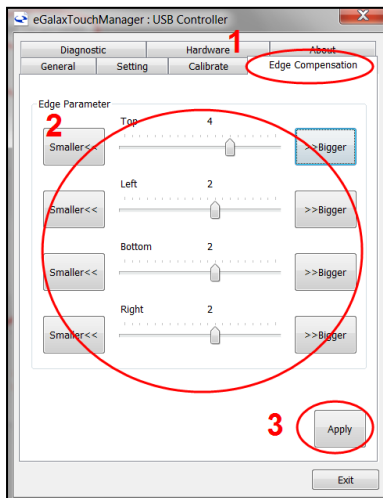 eGalaxTouchManager : USB Controller
Diagnostic Hardware 1 About
General Setting Calibrate Edge Compensation
Edge Parameter
2 Top 4
Smaller<< >>Bigger
Left 2
Smaller<< >>Bigger
Bottom 2
Smaller<< >>Bigger
Right 2
Smaller<< >>Bigger
3 Apply
Exit